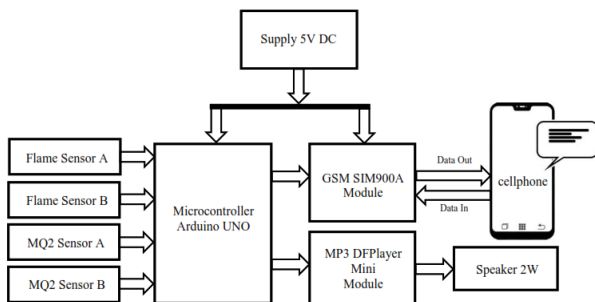 Supply 5V DC
Flame Sensor A
Flame Sensor B
MQ2 Sensor A
MQ2 Sensor B
Microcontroller
Arduino UNO
GSM SIM900A
Module
MP3 DFPlayer
Mini
Module
Data Out
Data In
cellphone
Speaker 2W